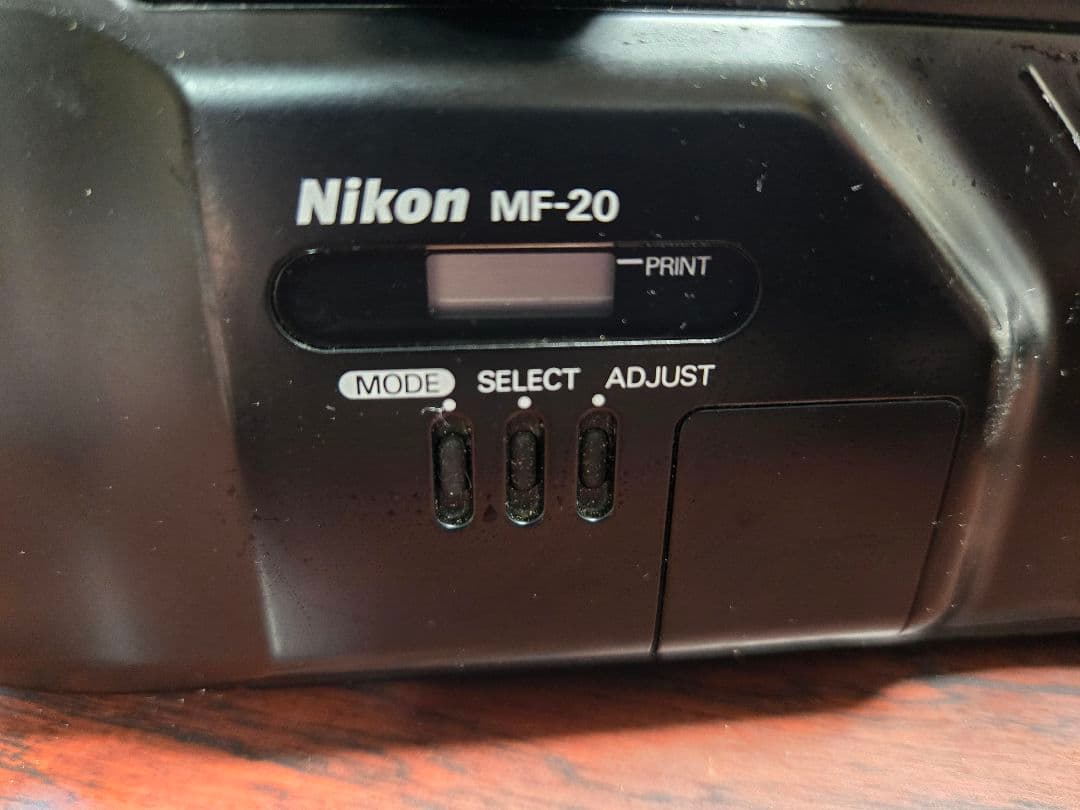 Nikon MF-20
PRINT
MODE SELECT ADJUST